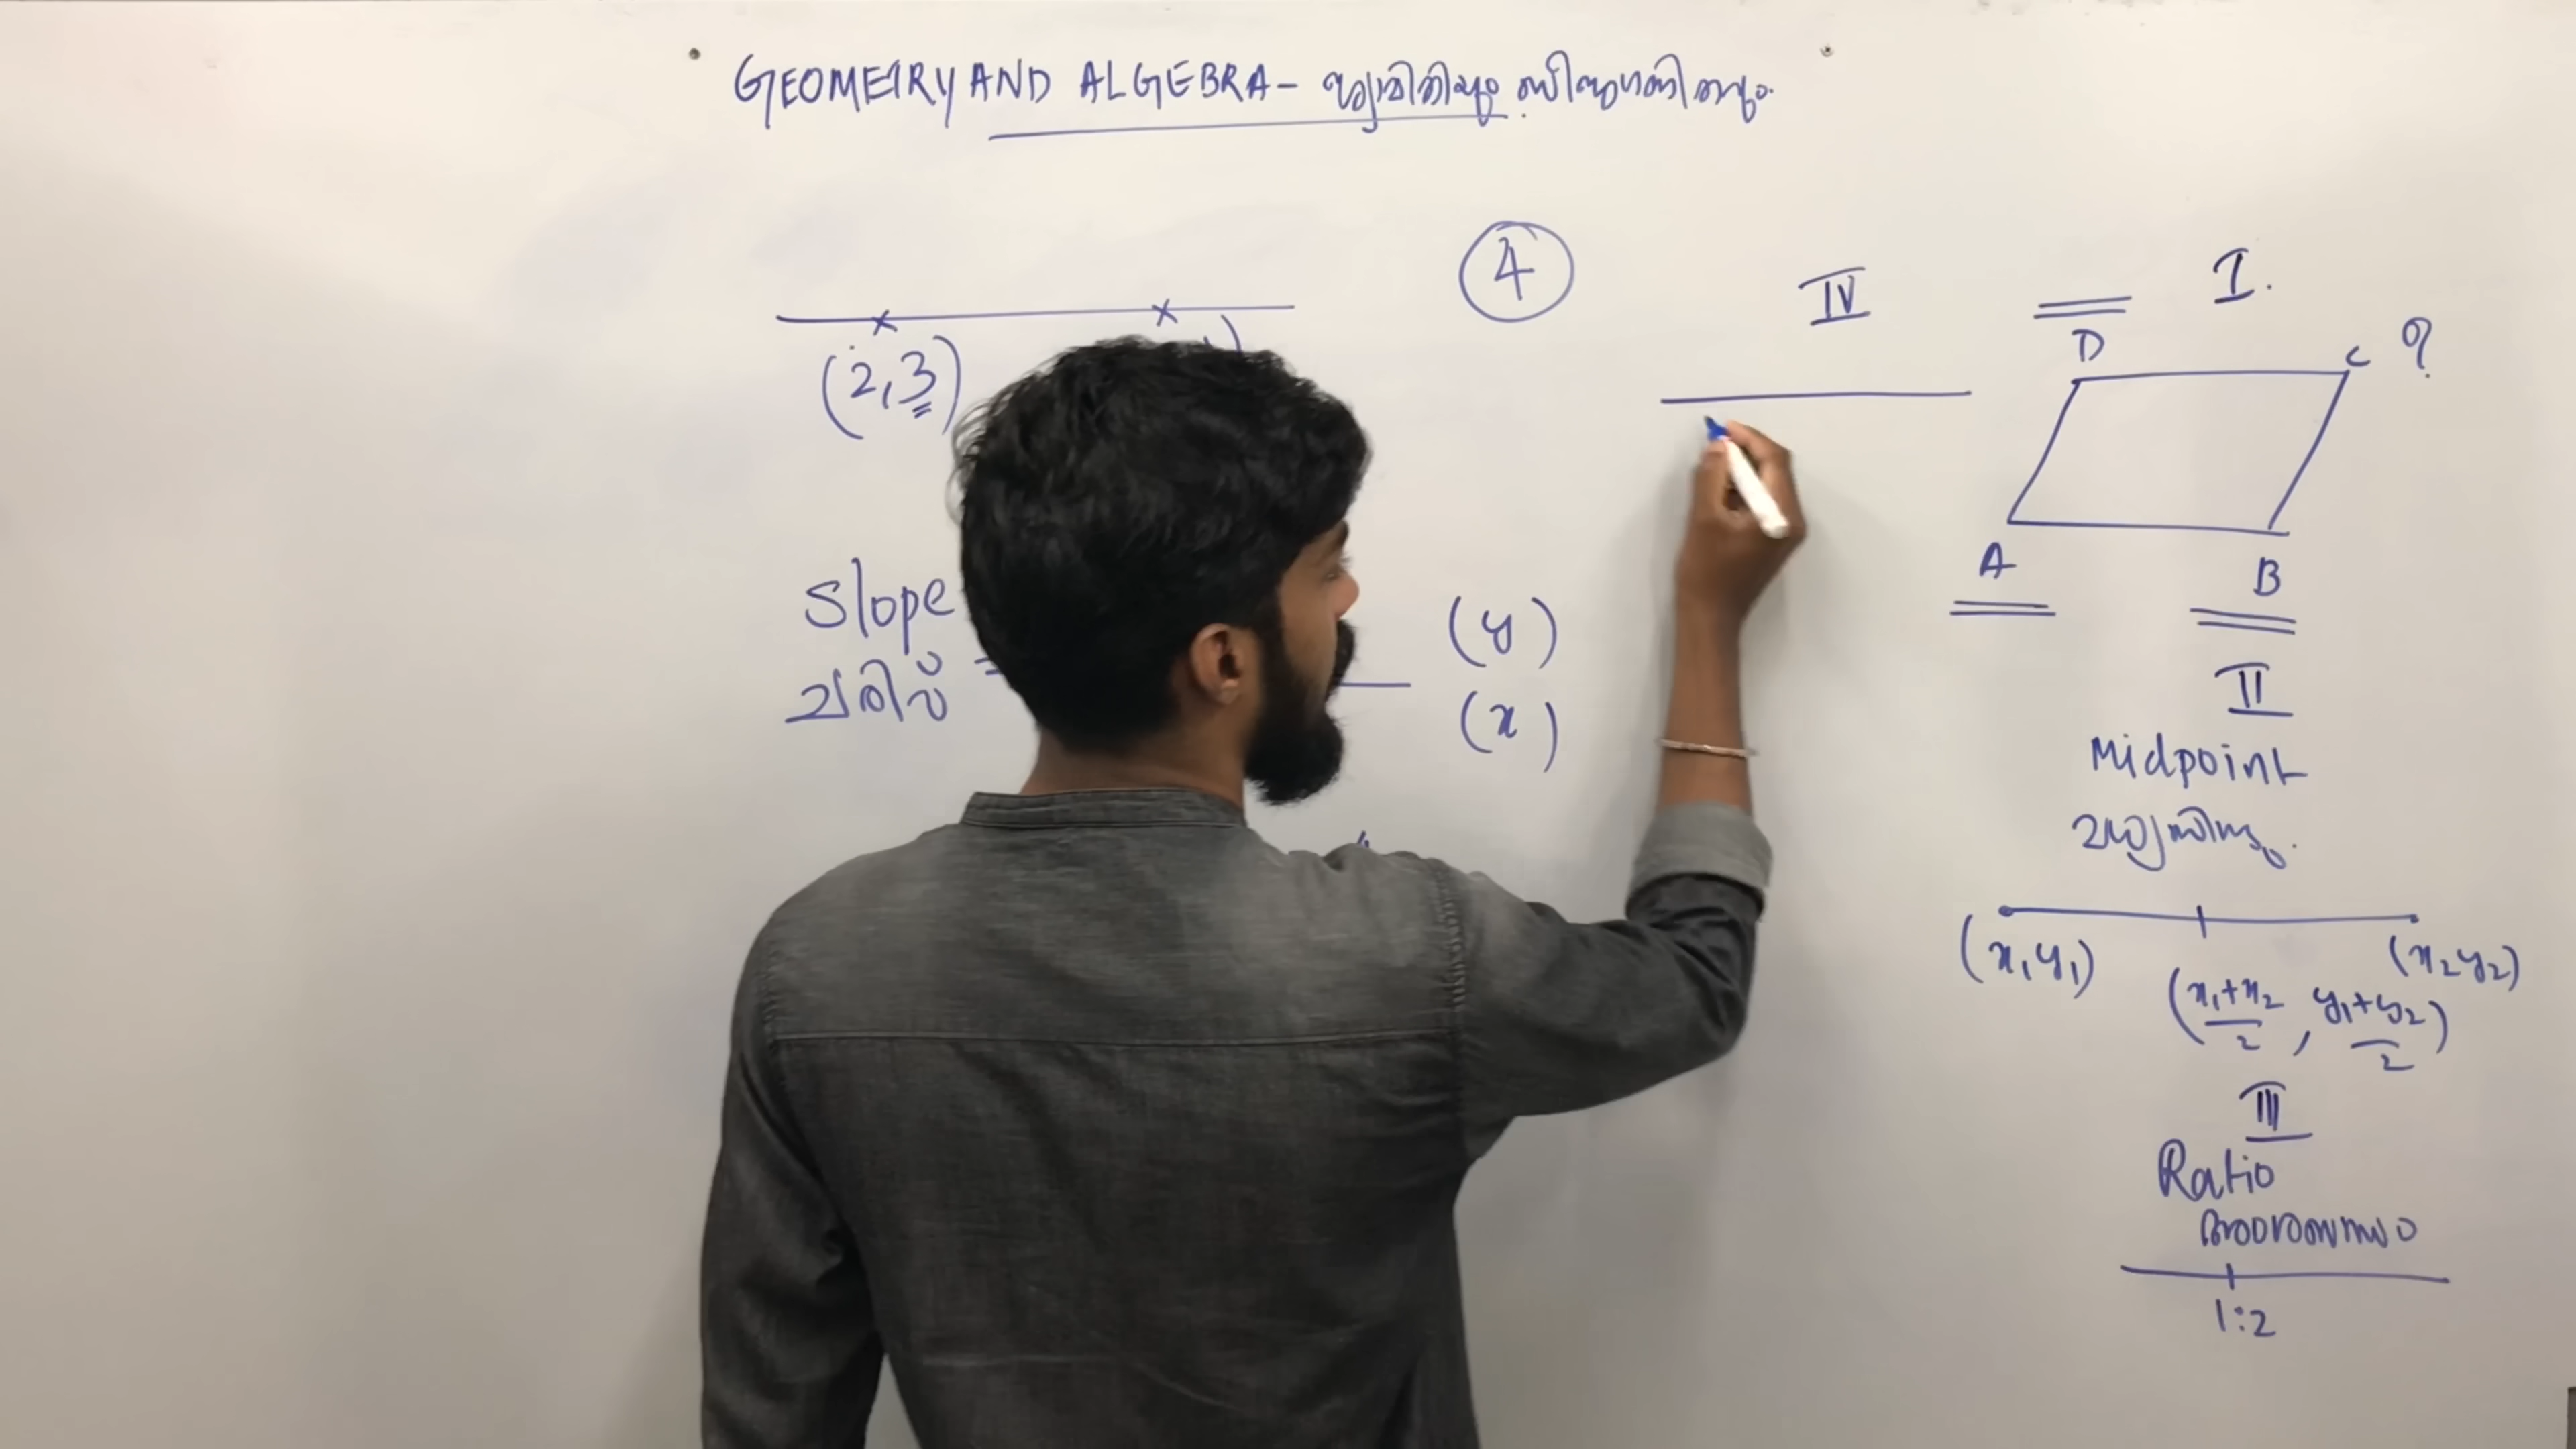 GEOMETRY AND ALGEBRA - ജ്യാമിതിയും ബീജഗണിതവും.
(2,3)
Slope
ചരിവ് =
(y)
(x)
4
IV
I.
D
C ?
A
B
II
Midpoint
മധ്യബിന്ദു.
(x₁,y₁)
(x₂y₂)
(x₁+x₂/2, y₁+y₂/2)
III
Ratio
അംശബന്ധം
1:2